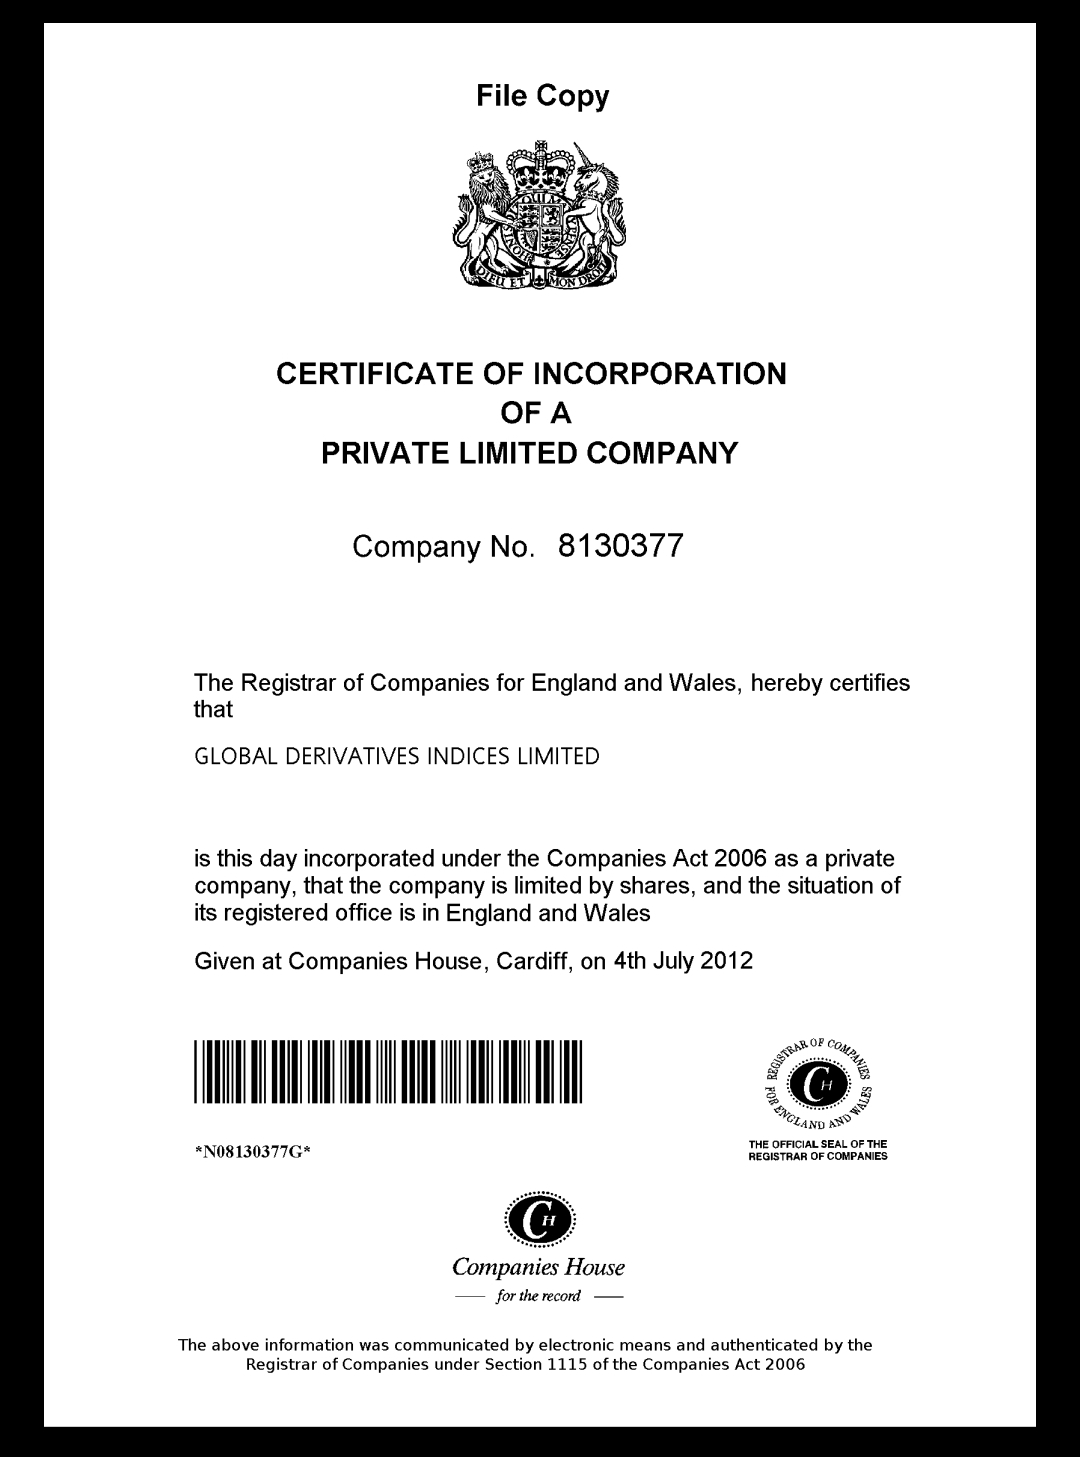 File Copy
DIEU ET MON DROIT
CERTIFICATE OF INCORPORATION
OF A
PRIVATE LIMITED COMPANY
Company No. 8130377
The Registrar of Companies for England and Wales, hereby certifies
that
GLOBAL DERIVATIVES INDICES LIMITED
is this day incorporated under the Companies Act 2006 as a private
company, that the company is limited by shares, and the situation of
its registered office is in England and Wales
Given at Companies House, Cardiff, on 4th July 2012
REGISTRAR OF COMPANIES
FOR ENGLAND AND WALES
CH
THE OFFICIAL SEAL OF THE
REGISTRAR OF COMPANIES
*N08130377G*
CH
Companies House
for the record
The above information was communicated by electronic means and authenticated by the
Registrar of Companies under Section 1115 of the Companies Act 2006